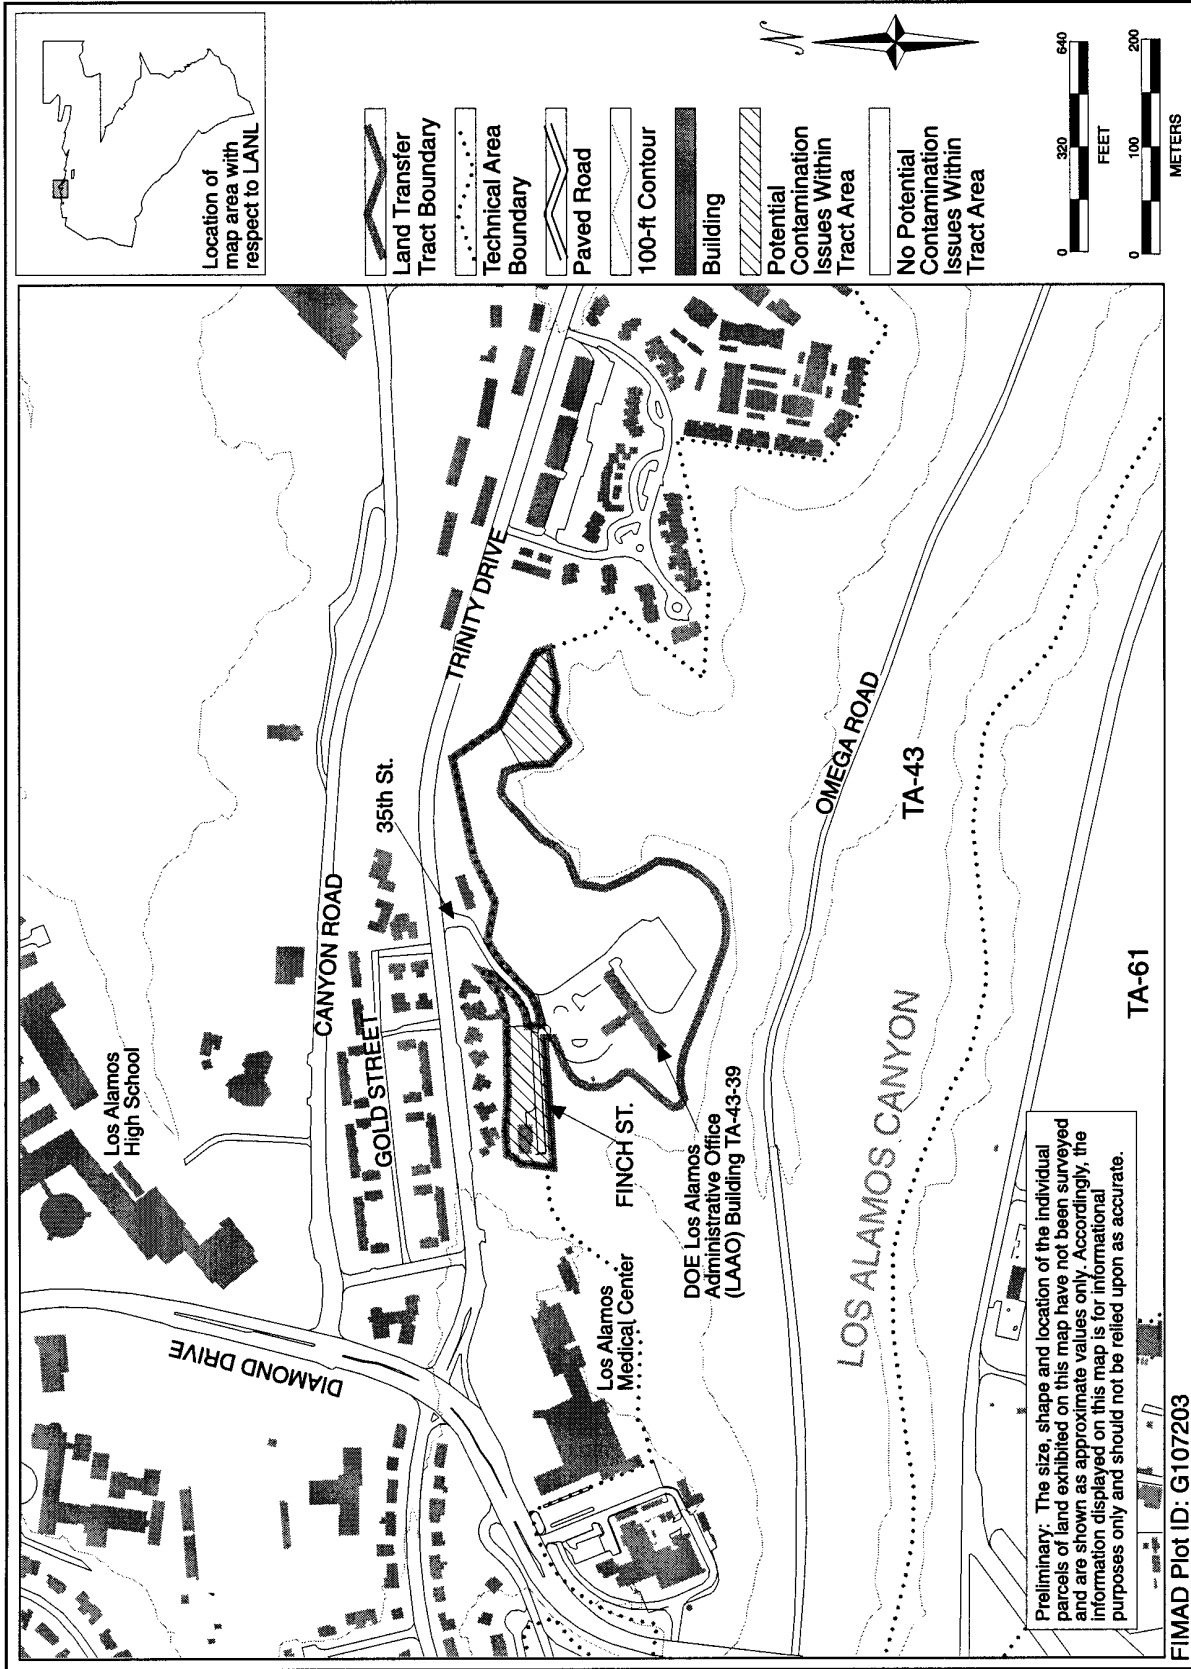 Location of
map area with
respect to LANL
Land Transfer
Tract Boundary
Technical Area
Boundary
Paved Road
100-ft Contour
Building
Potential
Contamination
Issues Within
Tract Area
No Potential
Contamination
Issues Within
Tract Area
N
0 320 640
FEET
0 100 200
METERS
Los Alamos
High School
CANYON ROAD
DIAMOND DRIVE
GOLD STREET
35th St.
TRINITY DRIVE
FINCH ST.
Los Alamos
Medical Center
DOE Los Alamos
Administrative Office
(LAAO) Building TA-43-39
OMEGA ROAD
TA-43
LOS ALAMOS CANYON
TA-61
Preliminary: The size, shape and location of the individual
parcels of land exhibited on this map have not been surveyed
and are shown as approximate values only. Accordingly, the
information displayed on this map is for informational
purposes only and should not be relied upon as accurate.
FIMAD Plot ID: G107203